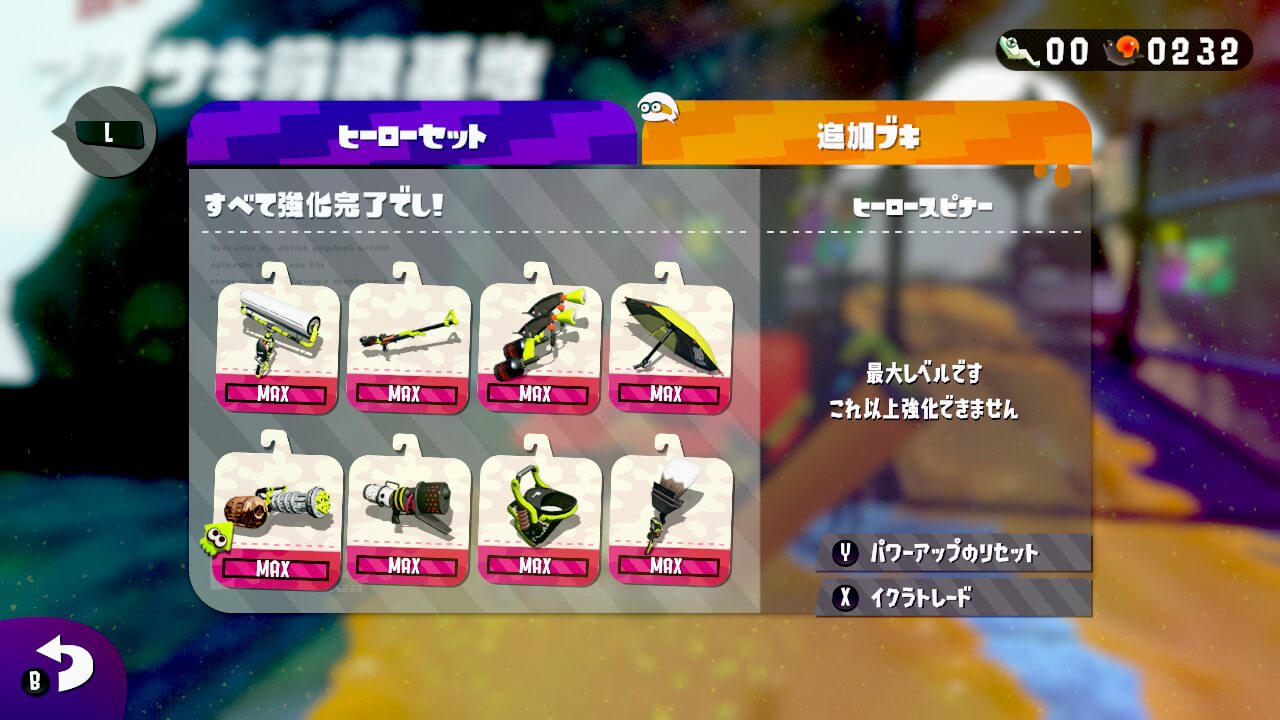 00
0232
L
ヒーローセット
追加ブキ
すべて強化完了でし!
ヒーロースピナー
MAX
MAX
MAX
MAX
最大レベルです
これ以上強化できません
MAX
MAX
MAX
MAX
Y パワーアップのリセット
X イクラトレード
B